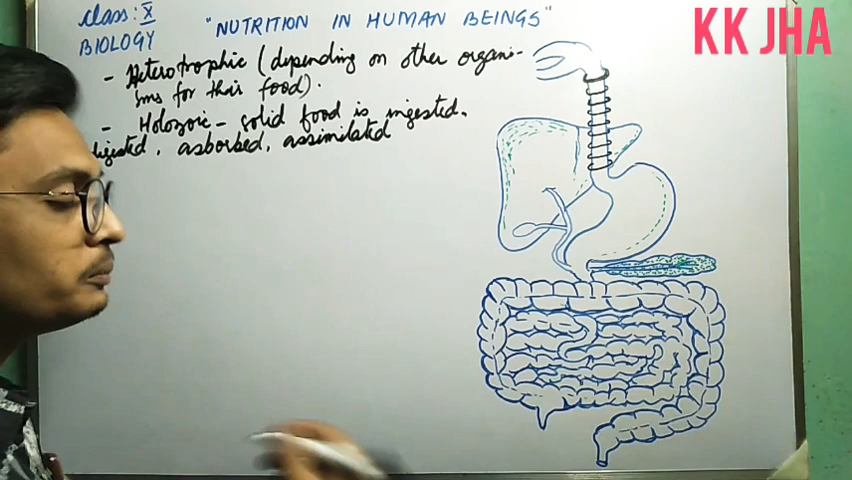 Class: X
"NUTRITION IN HUMAN BEINGS"
KK JHA
BIOLOGY
- Heterotrophic (depending on other organi-
sms for their food).
- Holozoic - solid food is ingested,
digested, asborbed, assimilated